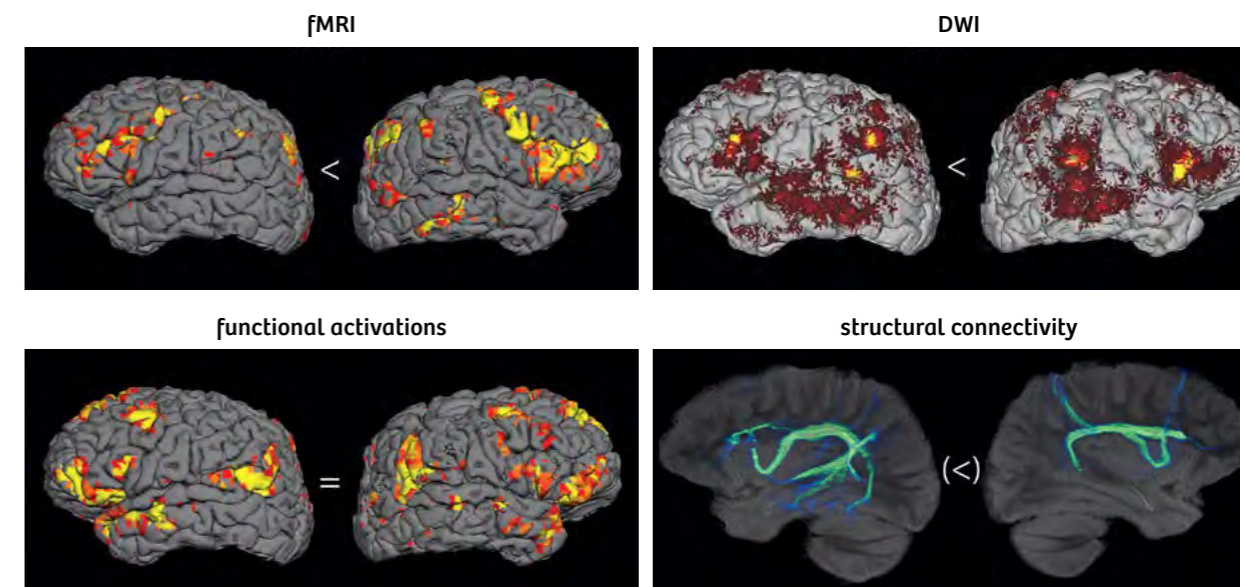 fMRI
DWI
<
<
functional activations
structural connectivity
=
(<)